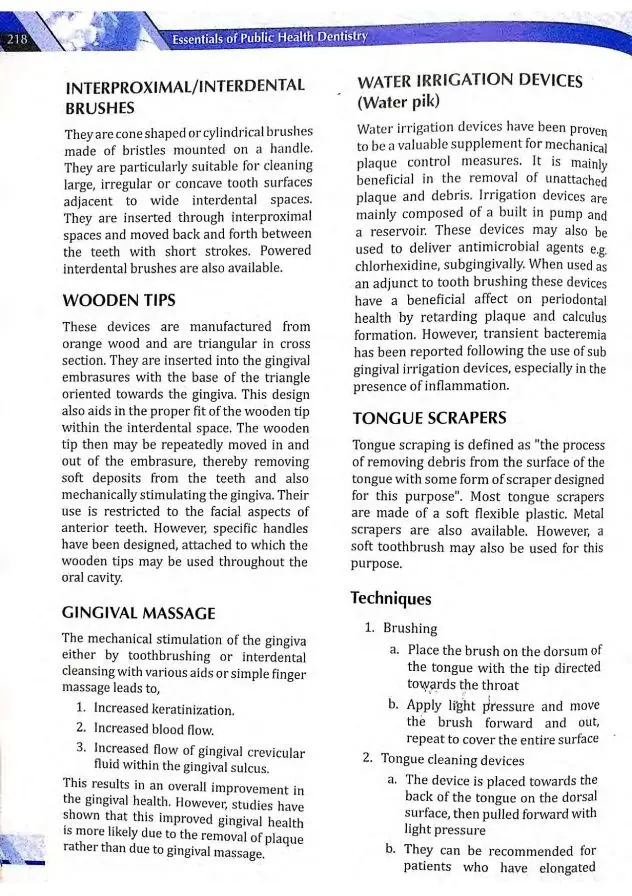 218
Essentials of Public Health Dentistry
INTERPROXIMAL/INTERDENTAL
BRUSHES
They are cone shaped or cylindrical brushes
made of bristles mounted on a handle.
They are particularly suitable for cleaning
large, irregular or concave tooth surfaces
adjacent to wide interdental spaces.
They are inserted through interproximal
spaces and moved back and forth between
the teeth with short strokes. Powered
interdental brushes are also available.
WOODEN TIPS
These devices are manufactured from
orange wood and are triangular in cross
section. They are inserted into the gingival
embrasures with the base of the triangle
oriented towards the gingiva. This design
also aids in the proper fit of the wooden tip
within the interdental space. The wooden
tip then may be repeatedly moved in and
out of the embrasure, thereby removing
soft deposits from the teeth and also
mechanically stimulating the gingiva. Their
use is restricted to the facial aspects of
anterior teeth. However, specific handles
have been designed, attached to which the
wooden tips may be used throughout the
oral cavity.
GINGIVAL MASSAGE
The mechanical stimulation of the gingiva
either by toothbrushing or interdental
cleansing with various aids or simple finger
massage leads to,
1. Increased keratinization.
2. Increased blood flow.
3. Increased flow of gingival crevicular
fluid within the gingival sulcus.
This results in an overall improvement in
the gingival health. However, studies have
shown that this improved gingival health
is more likely due to the removal of plaque
rather than due to gingival massage.
WATER IRRIGATION DEVICES
(Water pik)
Water irrigation devices have been proven
to be a valuable supplement for mechanical
plaque control measures. It is mainly
beneficial in the removal of unattached
plaque and debris. Irrigation devices are
mainly composed of a built in pump and
a reservoir. These devices may also be
used to deliver antimicrobial agents e.g.
chlorhexidine, subgingivally. When used as
an adjunct to tooth brushing these devices
have a beneficial affect on periodontal
health by retarding plaque and calculus
formation. However, transient bacteremia
has been reported following the use of sub
gingival irrigation devices, especially in the
presence of inflammation.
TONGUE SCRAPERS
Tongue scraping is defined as "the process
of removing debris from the surface of the
tongue with some form of scraper designed
for this purpose". Most tongue scrapers
are made of a soft flexible plastic. Metal
scrapers are also available. However, a
soft toothbrush may also be used for this
purpose.
Techniques
1. Brushing
a. Place the brush on the dorsum of
the tongue with the tip directed
towards the throat
b. Apply light pressure and move
the brush forward and out,
repeat to cover the entire surface
2. Tongue cleaning devices
a. The device is placed towards the
back of the tongue on the dorsal
surface, then pulled forward with
light pressure
b. They can be recommended for
patients who have elongated